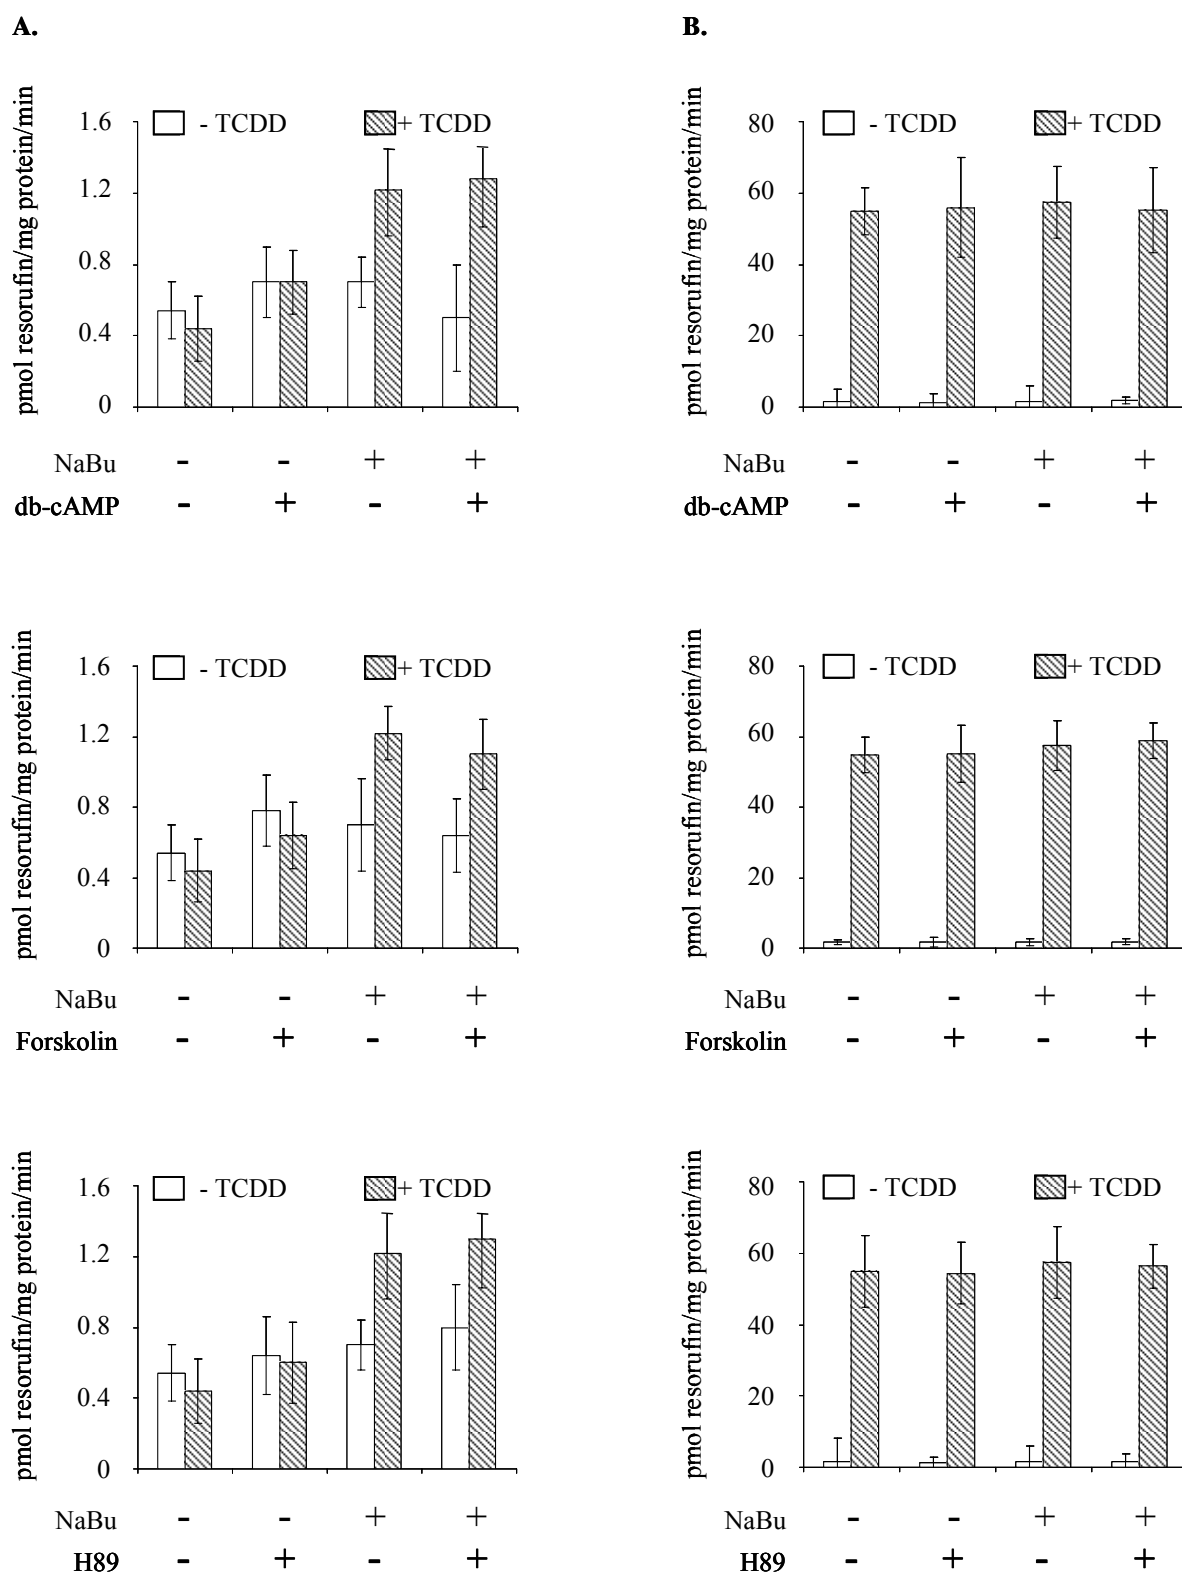 A.
pmol resorufin/mg protein/min
- TCDD + TCDD
1.6
1.2
0.8
0.4
0
NaBu - - + +
db-cAMP - + - +
pmol resorufin/mg protein/min
- TCDD + TCDD
1.6
1.2
0.8
0.4
0
NaBu - - + +
Forskolin - + - +
pmol resorufin/mg protein/min
- TCDD + TCDD
1.6
1.2
0.8
0.4
0
NaBu - - + +
H89 - + - +
B.
pmol resorufin/mg protein/min
- TCDD + TCDD
80
60
40
20
0
NaBu - - + +
db-cAMP - + - +
pmol resorufin/mg protein/min
- TCDD + TCDD
80
60
40
20
0
NaBu - - + +
Forskolin - + - +
pmol resorufin/mg protein/min
- TCDD + TCDD
80
60
40
20
0
NaBu - - + +
H89 - + - +